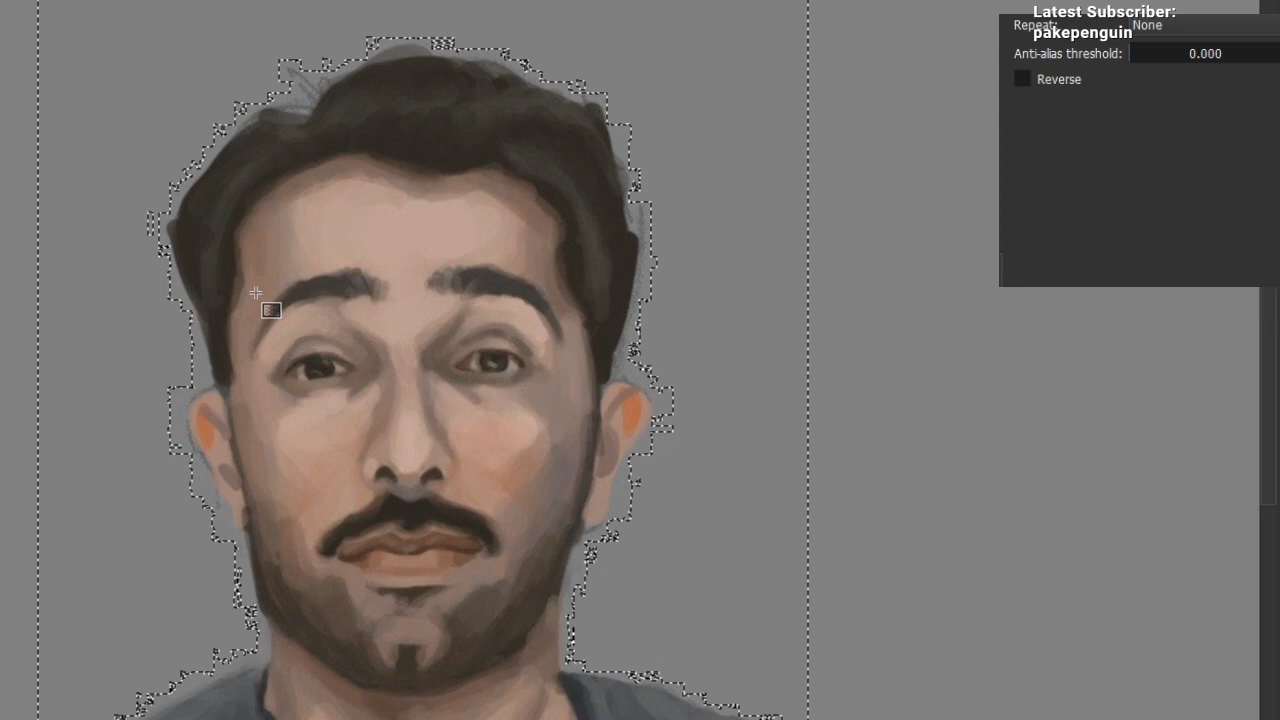 Latest Subscriber:
Repeat: None
pakepenguin
Anti-alias threshold: 0.000
Reverse